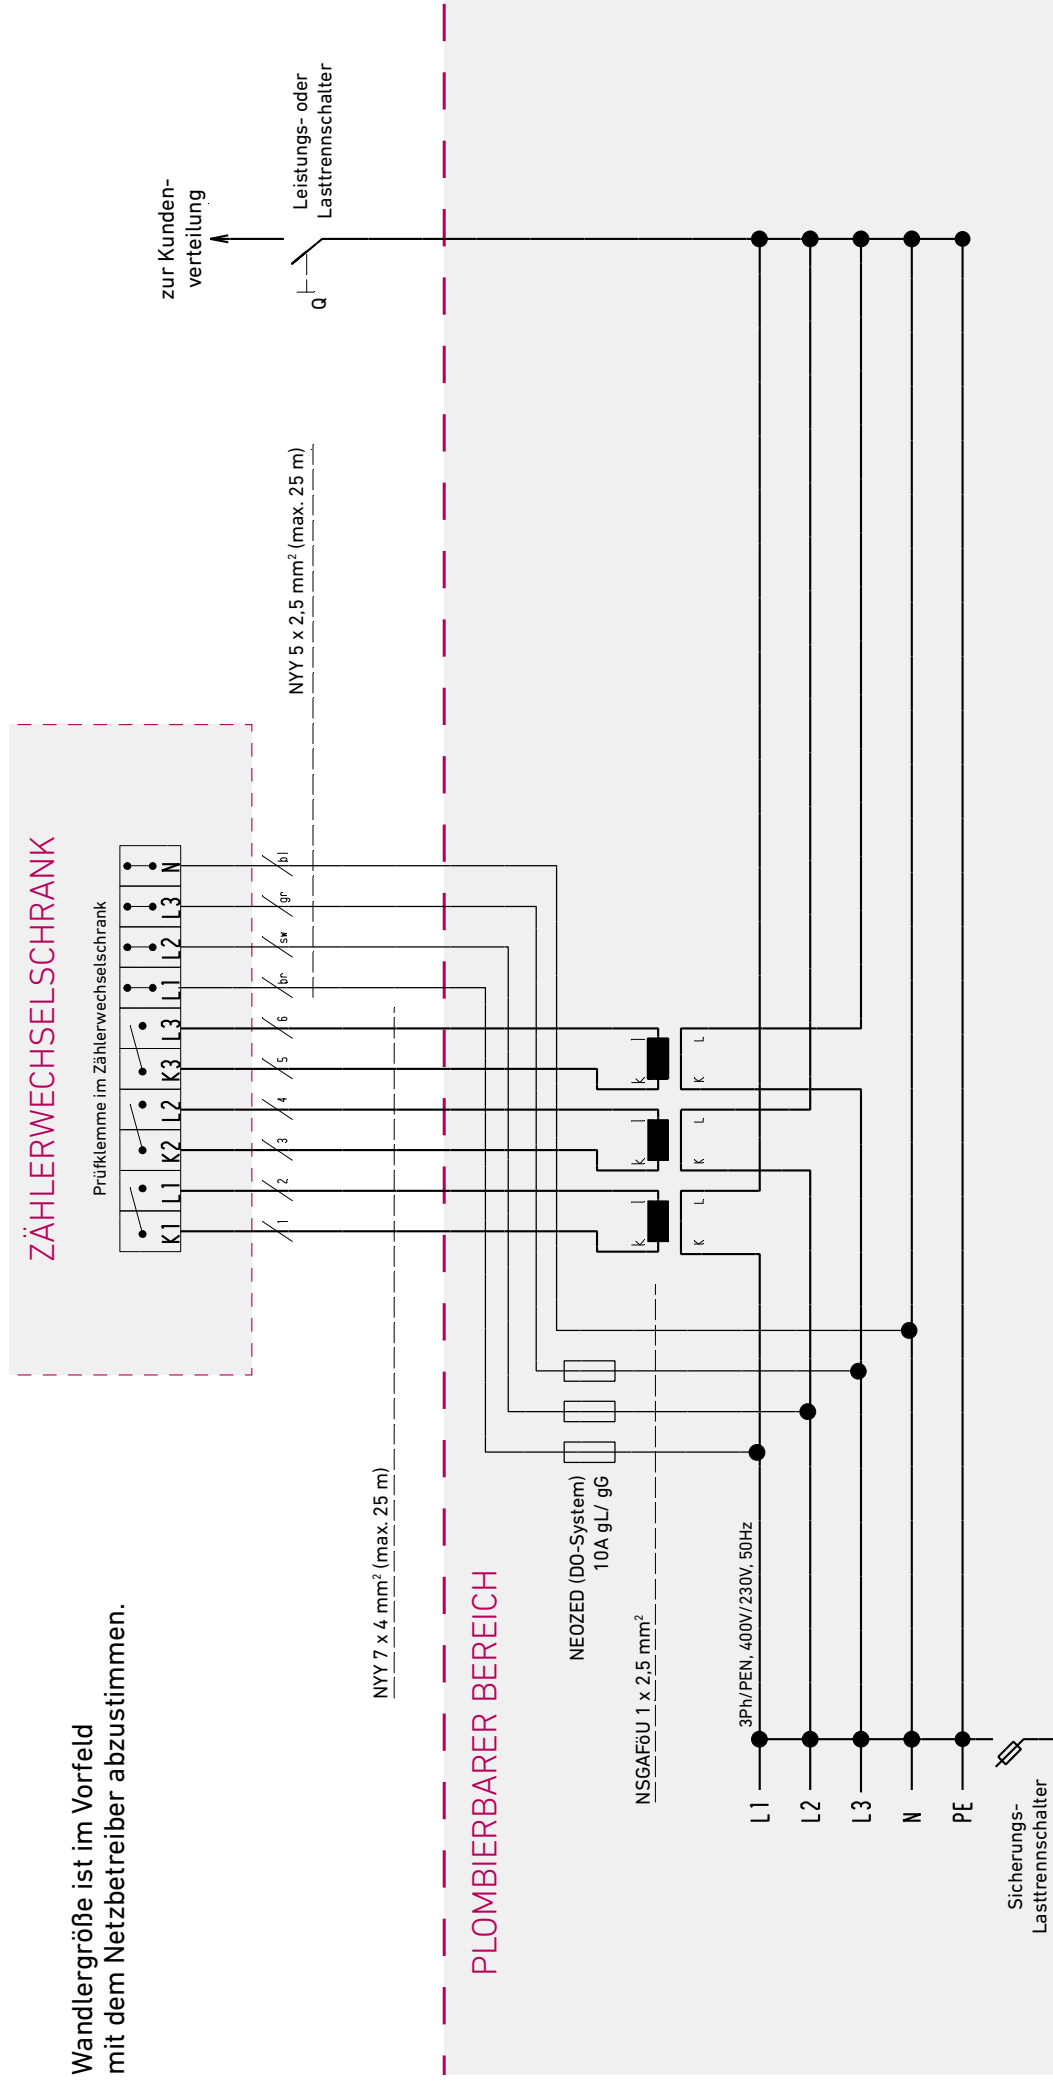 Wandlergröße ist im Vorfeld
mit dem Netzbetreiber abzustimmen.
ZÄHLERWECHSELSCHRANK
Prüfklemme im Zählerwechselschrank
K1 L1 K2 L2 K3 L3 L1 L2 L3 N
1 2 3 4 5 6 br sw gr bl
zur Kunden-
verteilung
Leistungs- oder
Lasttrennschalter
Q
NYY 5 x 2,5 mm² (max. 25 m)
NYY 7 x 4 mm² (max. 25 m)
PLOMBIERBARER BEREICH
NEOZED (DO-System)
10A gL/ gG
NSGAFöU 1 x 2,5 mm²
k l k l k l
K L K L K L
3Ph/PEN, 400V/230V, 50Hz
L1
L2
L3
N
PE
Sicherungs-
Lasttrennschalter